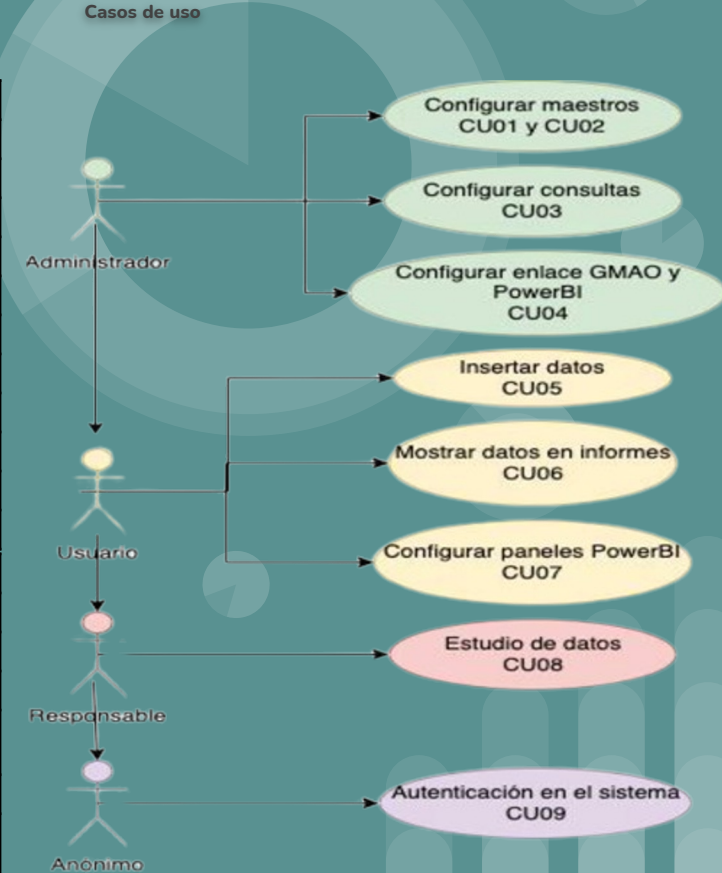 Casos de uso
Configurar maestros
CU01 y CU02
Configurar consultas
CU03
Administrador
Configurar enlace GMAO y
PowerBI
CU04
Insertar datos
CU05
Mostrar datos en informes
CU06
Usuario
Configurar paneles PowerBI
CU07
Estudio de datos
CU08
Responsable
Autenticación en el sistema
CU09
Anónimo